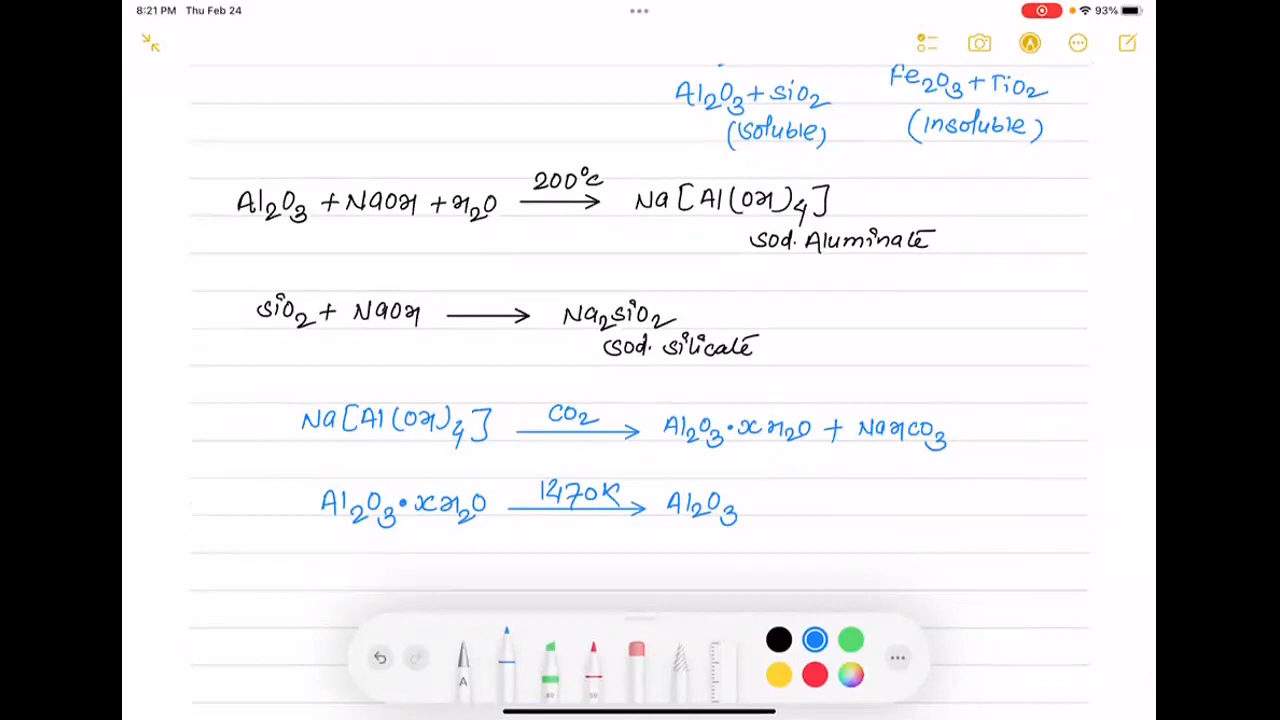 8:21 PM Thu Feb 24
93%
Al₂O₃ + SiO₂ Fe₂O₃ + TiO₂
(Soluble) (Insoluble)
Al₂O₃ + NaOH + H₂O 200°C → Na[Al(OH)₄]
Sod. Aluminate
SiO₂ + NaOH → Na₂SiO₂
Sod. Silicate
Na[Al(OH)₄] CO₂ → Al₂O₃·xH₂O + NaHCO₃
Al₂O₃·xH₂O 1470K → Al₂O₃
A